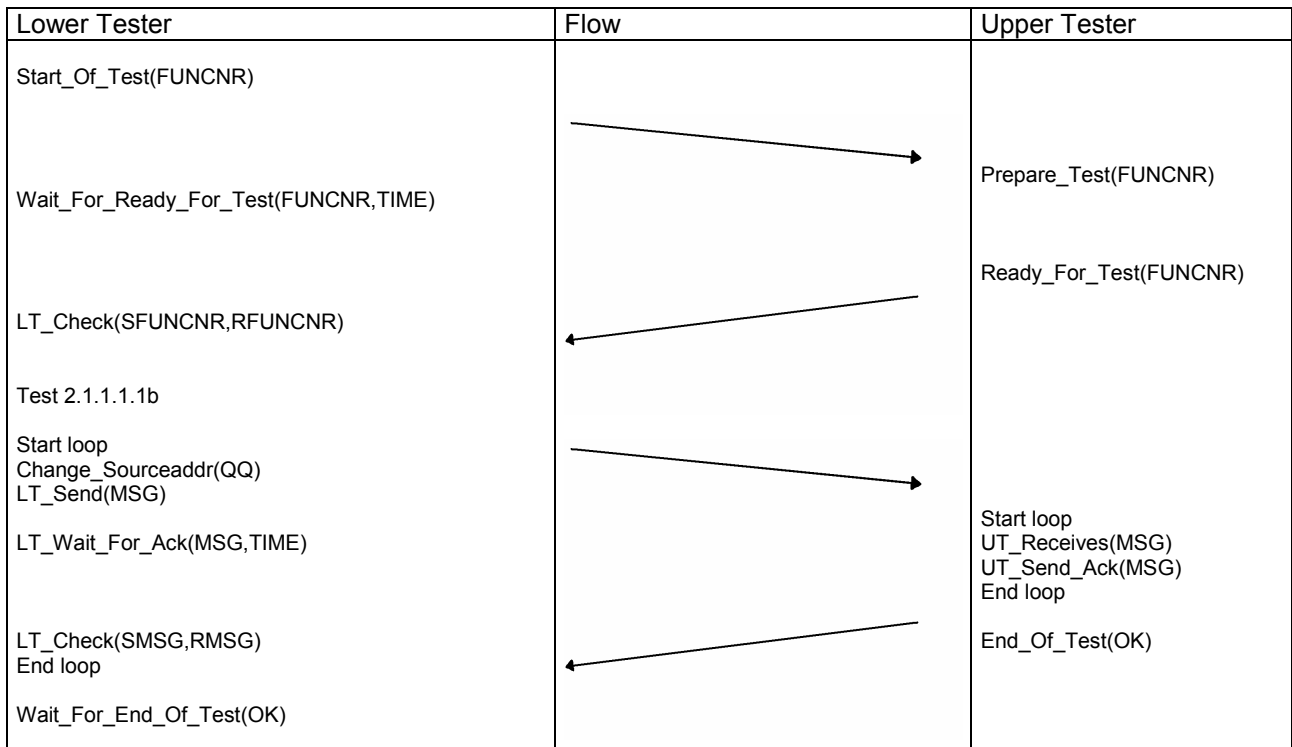 Lower Tester
Flow
Upper Tester
Start_Of_Test(FUNCNR)
Prepare_Test(FUNCNR)
Wait_For_Ready_For_Test(FUNCNR,TIME)
Ready_For_Test(FUNCNR)
LT_Check(SFUNCNR,RFUNCNR)
Test 2.1.1.1.1b
Start loop
Change_Sourceaddr(QQ)
LT_Send(MSG)
Start loop
LT_Wait_For_Ack(MSG,TIME)
UT_Receives(MSG)
UT_Send_Ack(MSG)
End loop
LT_Check(SMSG,RMSG)
End_Of_Test(OK)
End loop
Wait_For_End_Of_Test(OK)